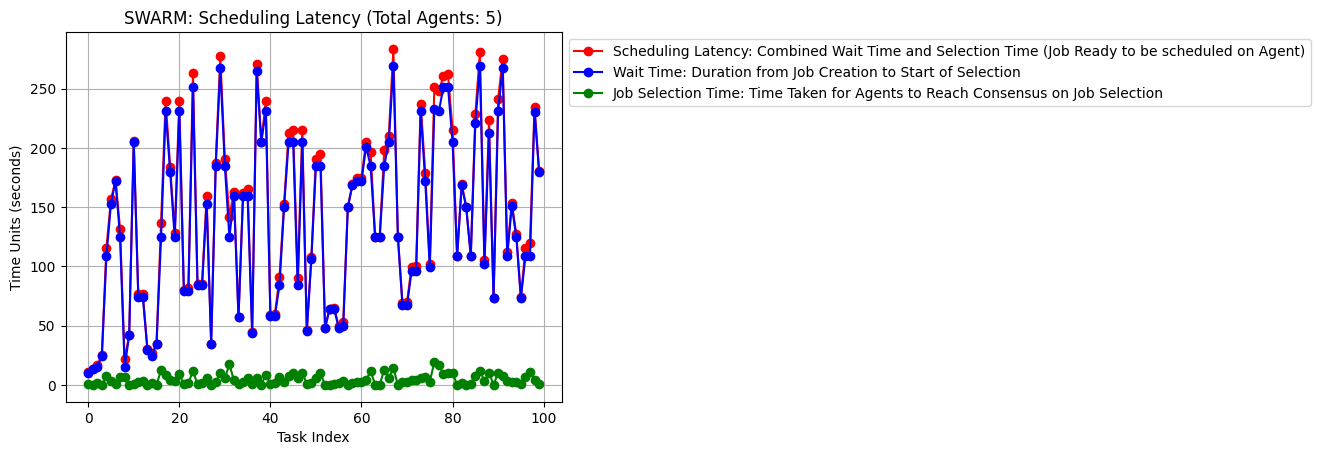 SWARM: Scheduling Latency (Total Agents: 5)
Scheduling Latency: Combined Wait Time and Selection Time (Job Ready to be scheduled on Agent)
Wait Time: Duration from Job Creation to Start of Selection
Job Selection Time: Time Taken for Agents to Reach Consensus on Job Selection
Time Units (seconds)
250
200
150
100
50
0
0 20 40 60 80 100
Task Index